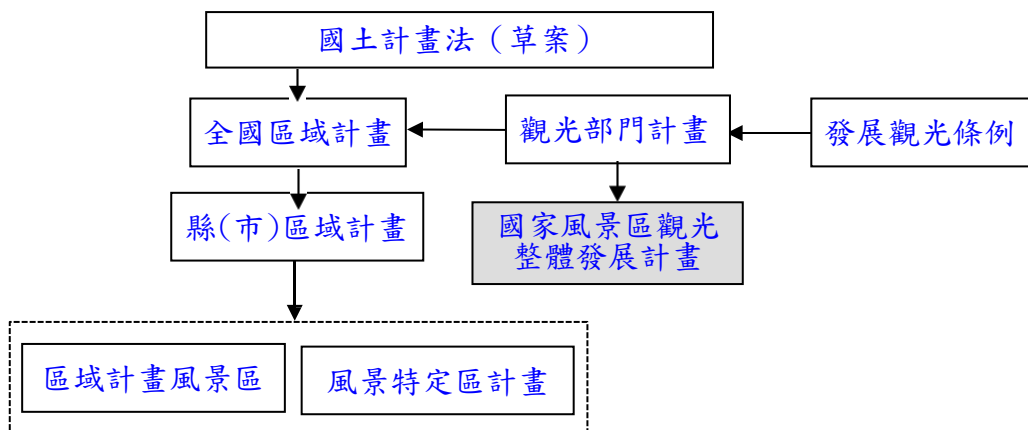 國土計畫法（草案）
全國區域計畫
觀光部門計畫
發展觀光條例
縣(市)區域計畫
國家風景區觀光
整體發展計畫
區域計畫風景區
風景特定區計畫